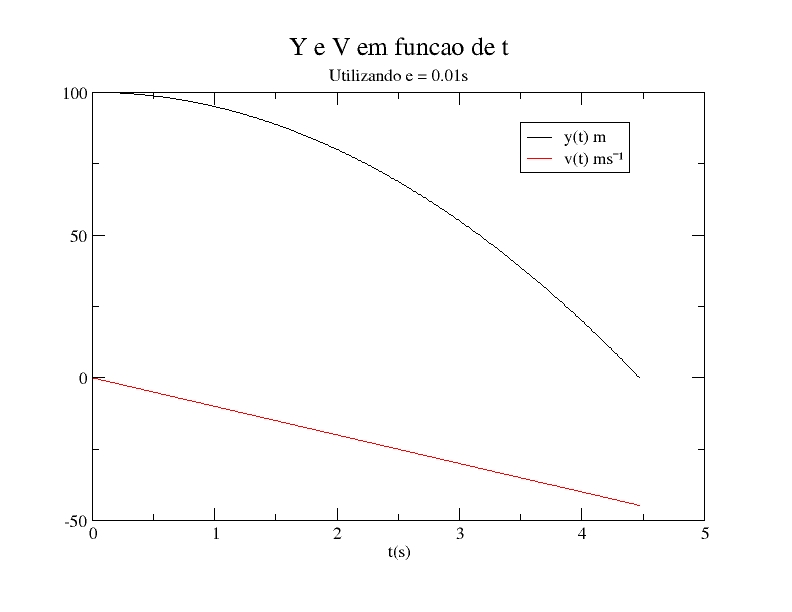 Y e V em funcao de t
Utilizando e = 0.01s
100
y(t) m
v(t) ms⁻¹
50
0
-50
0 1 2 3 4 5
t(s)